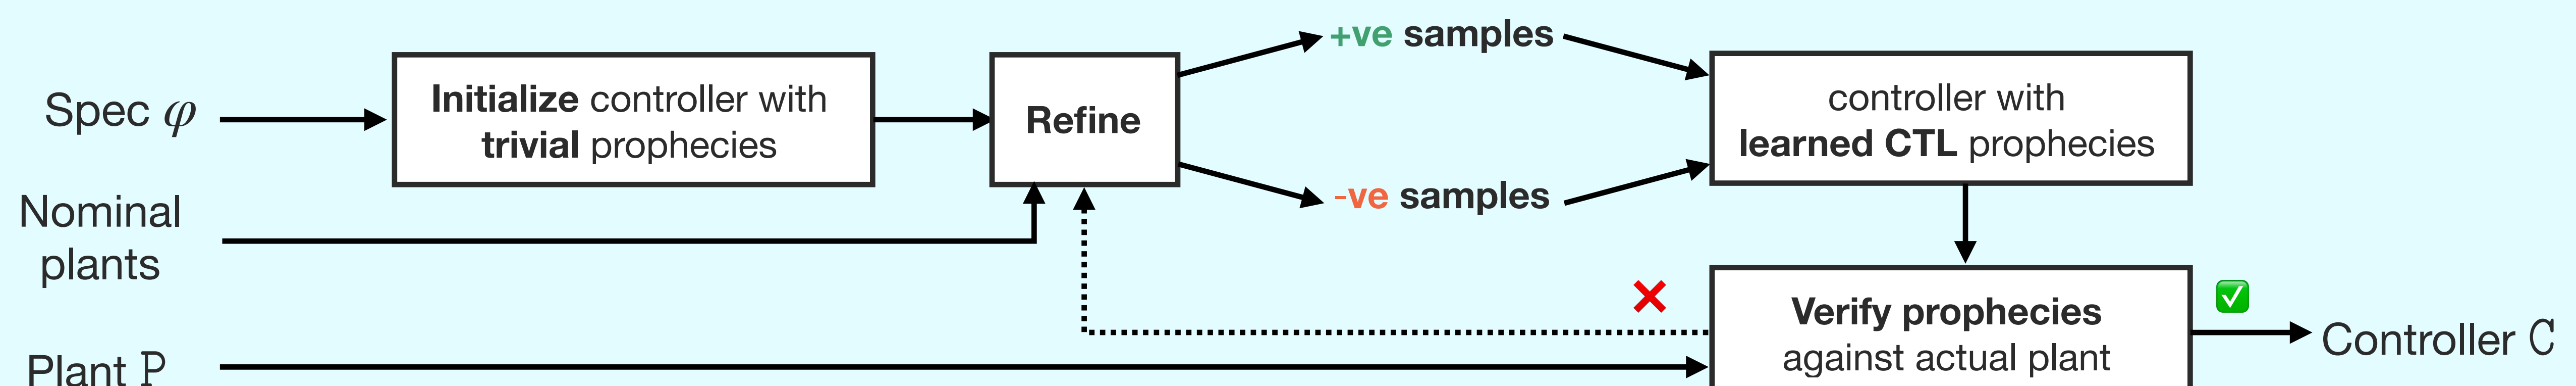 Spec φ
Nominal
plants
Plant P
Initialize controller with
trivial prophecies
Refine
+ve samples
-ve samples
controller with
learned CTL prophecies
Verify prophecies
against actual plant
Controller C